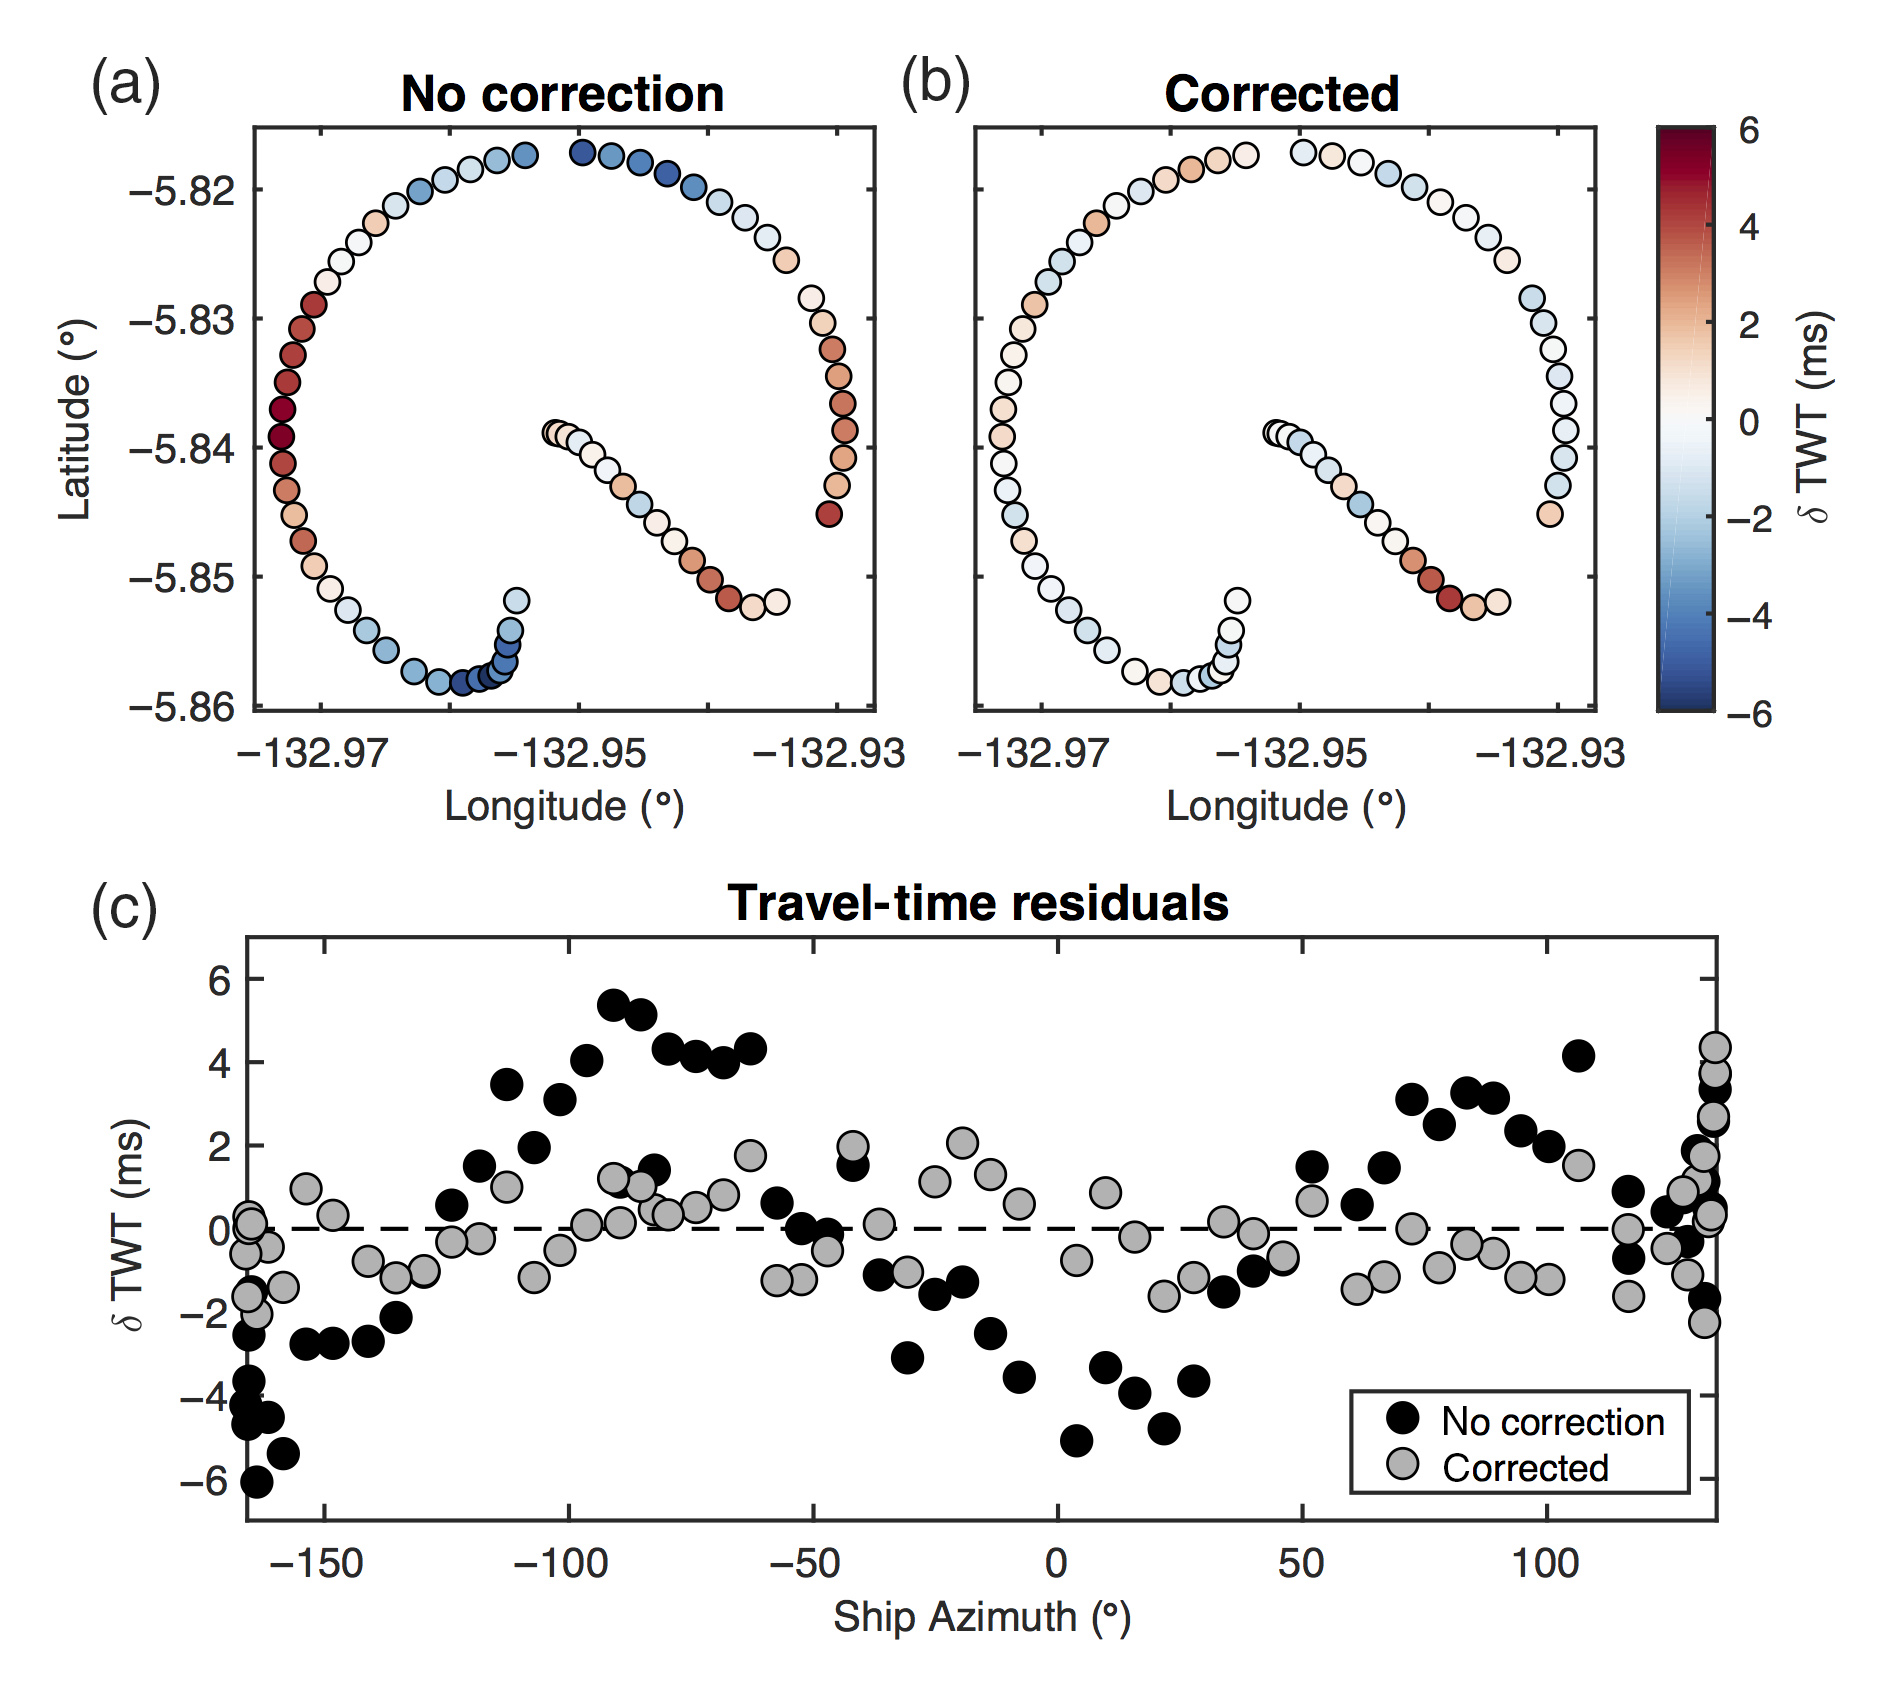 (a)
No correction
−5.82
−5.83
−5.84
−5.85
−5.86
Latitude (°)
−132.97
−132.95
−132.93
Longitude (°)
(b)
Corrected
−132.97
−132.95
−132.93
Longitude (°)
6
4
2
0
−2
−4
−6
δ TWT (ms)
(c)
Travel-time residuals
6
4
2
0
−2
−4
−6
δ TWT (ms)
No correction
Corrected
−150
−100
−50
0
50
100
Ship Azimuth (°)